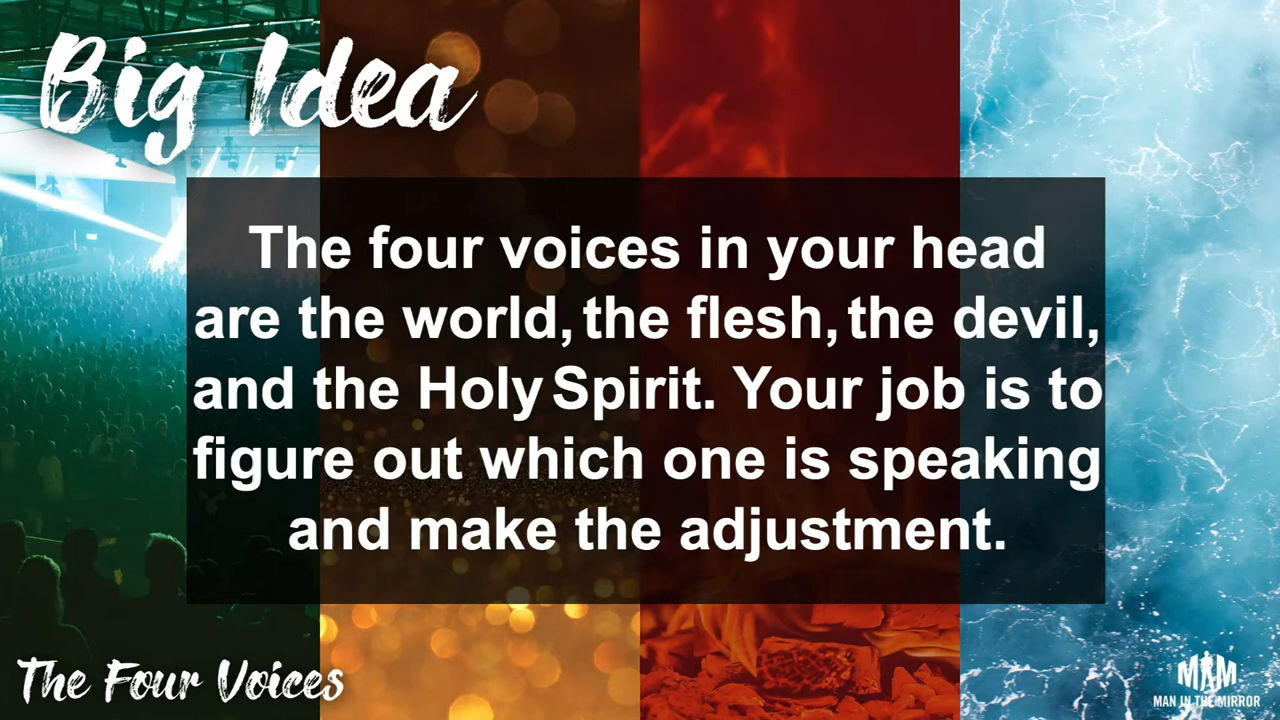 Big Idea
The four voices in your head
are the world, the flesh, the devil,
and the Holy Spirit. Your job is to
figure out which one is speaking
and make the adjustment.
The Four Voices
MIM
MAN IN THE MIRROR